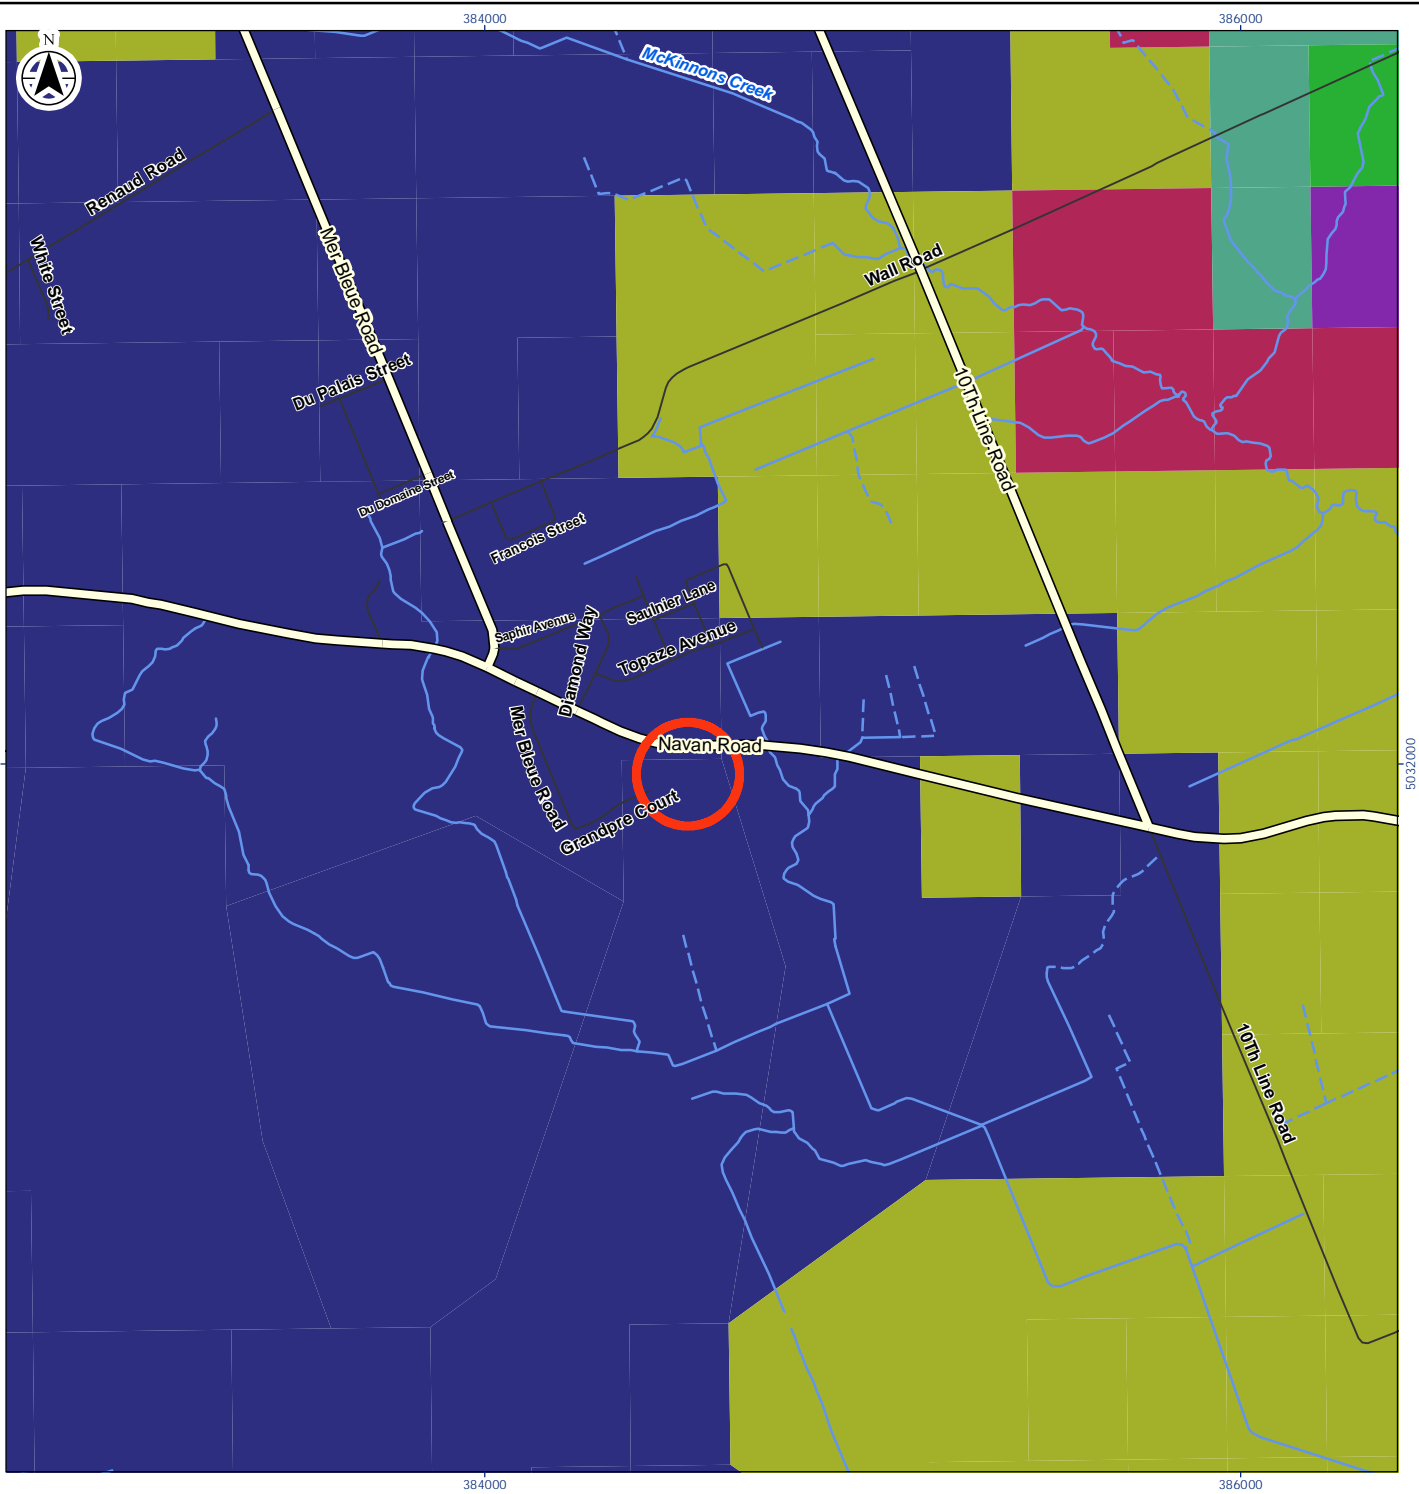 384000
386000
N
McKinnons Creek
Renaud Road
White Street
Mer Bleue Road
Wall Road
Du Palais Street
10Th Line Road
Du Domaine Street
Francois Street
Saulnier Lane
Saphir Avenue
Diamond Way
Topaze Avenue
Mer Bleue Road
Navan Road
5032000
Grandpre Court
10Th Line Road
384000
386000